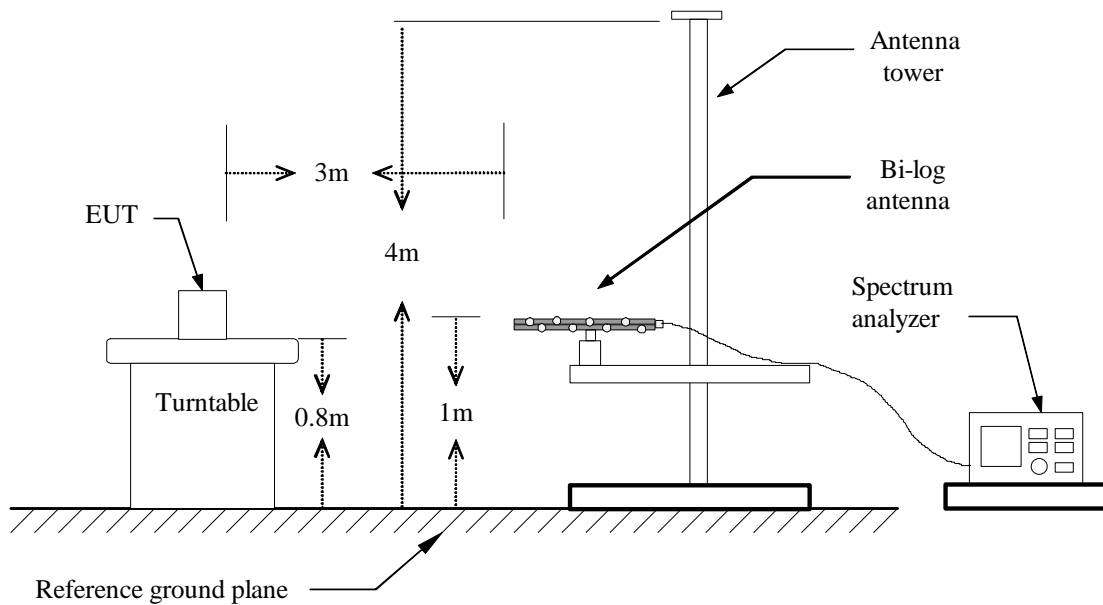 Antenna
tower
3m
Bi-log
antenna
EUT
4m
Spectrum
analyzer
Turntable
0.8m
1m
Reference ground plane